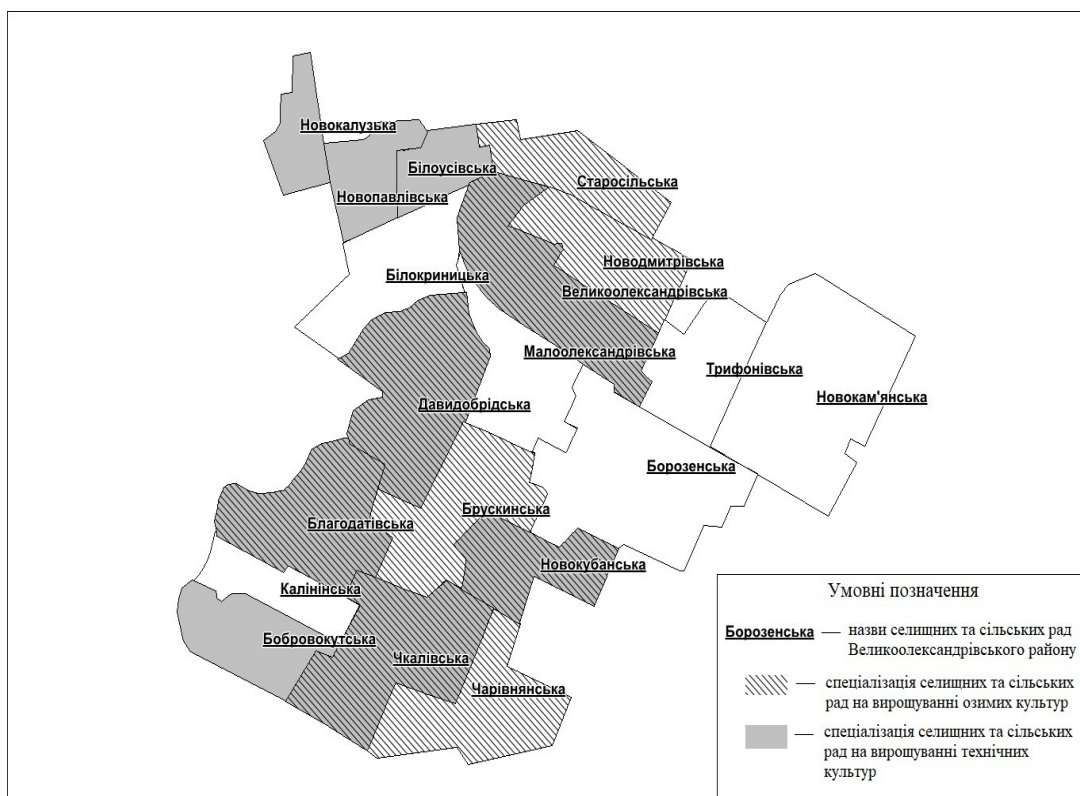 Новокалузька
Білоусівська
Старосільська
Новопавлівська
Новодмитрівська
Білокриницька
Великоолександрівська
Малоолександрівська
Трифонівська
Новокам'янська
Давидобрідська
Борозенська
Брускинська
Благодатівська
Новокубанська
Калінінська
Бобровокутська
Чкалівська
Чарівнянська
Умовні позначення
Борозенська — назви селищних та сільських рад
Великоолександрівського району
— спеціалізація селищних та сільських
рад на вирощуванні озимих культур
— спеціалізація селищних та сільських
рад на вирощуванні технічних
культур